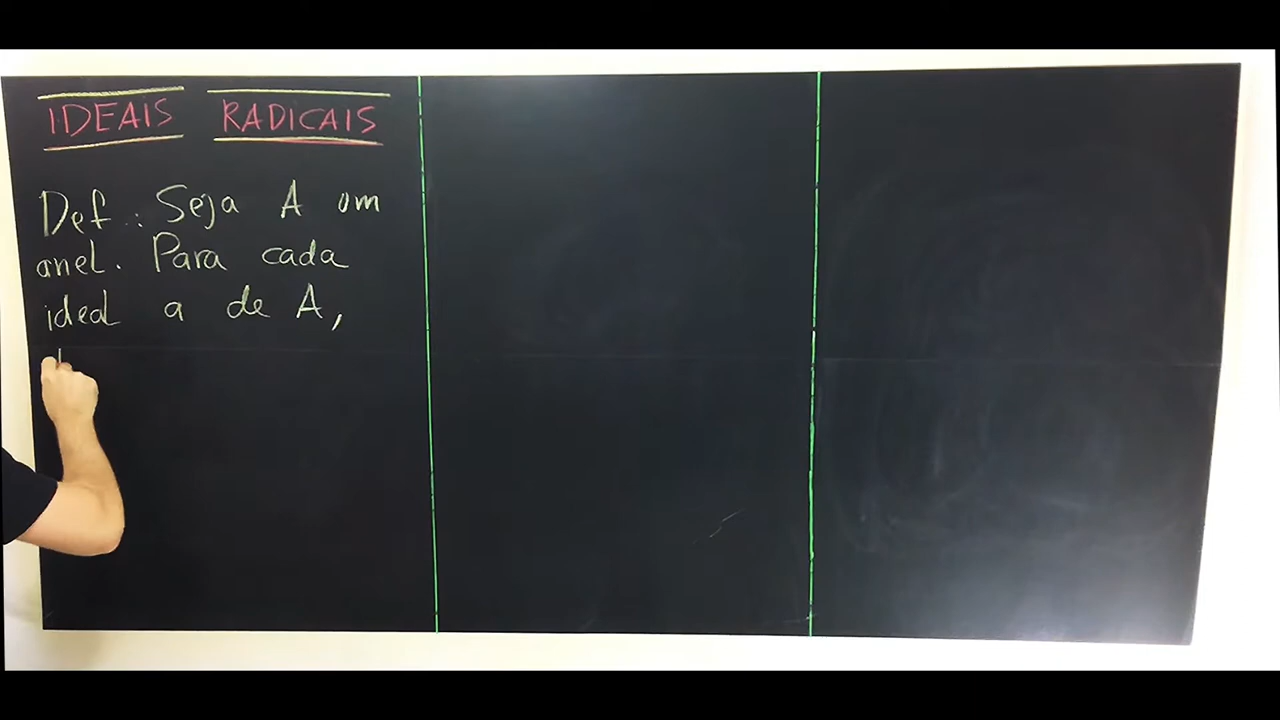 IDEAIS RADICAIS
Def.: Seja A um
anel. Para cada
ideal a de A,